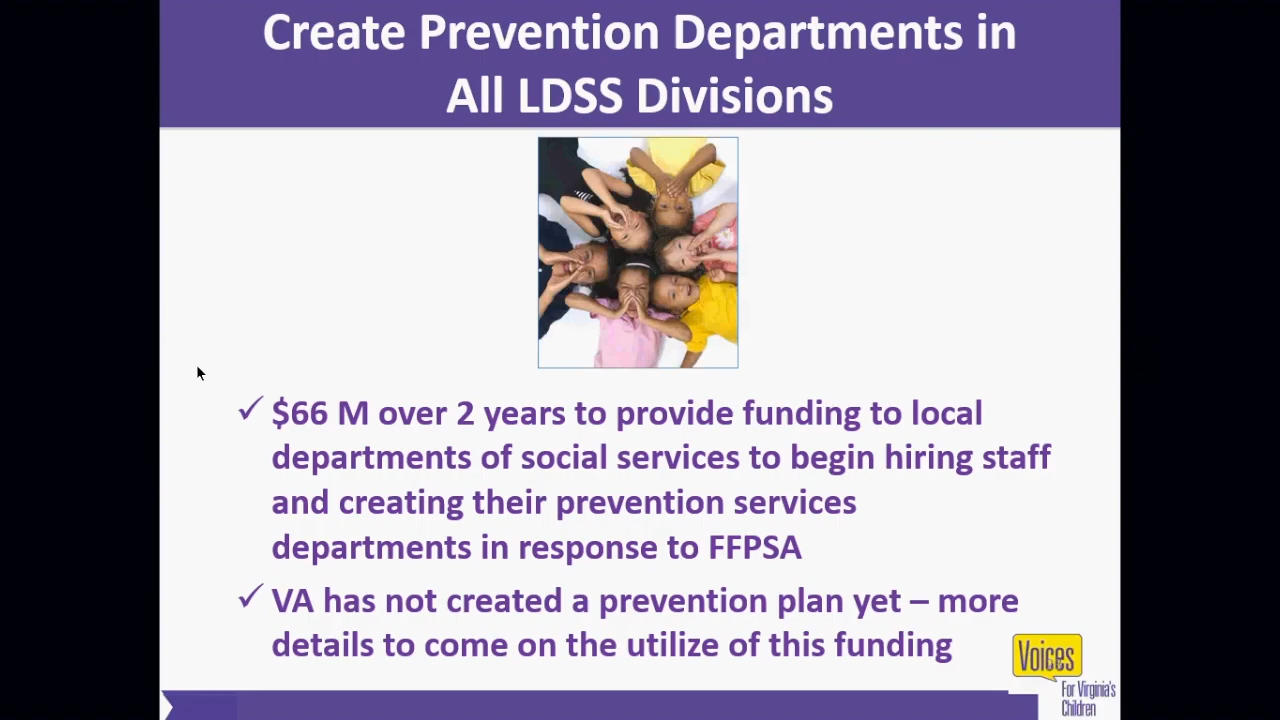 Create Prevention Departments in
All LDSS Divisions
✓ $66 M over 2 years to provide funding to local
departments of social services to begin hiring staff
and creating their prevention services
departments in response to FFPSA
✓ VA has not created a prevention plan yet – more
details to come on the utilize of this funding
Voices
For Virginia's
Children